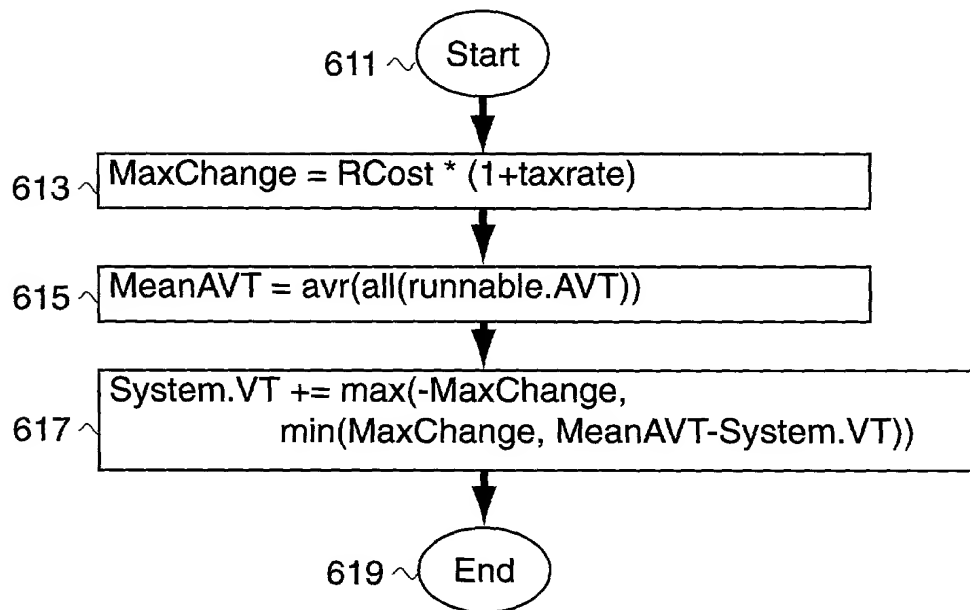 611
Start
613
MaxChange = RCost * (1+taxrate)
615
MeanAVT = avr(all(runnable.AVT))
617
System.VT += max(-MaxChange,
min(MaxChange, MeanAVT-System.VT))
619
End